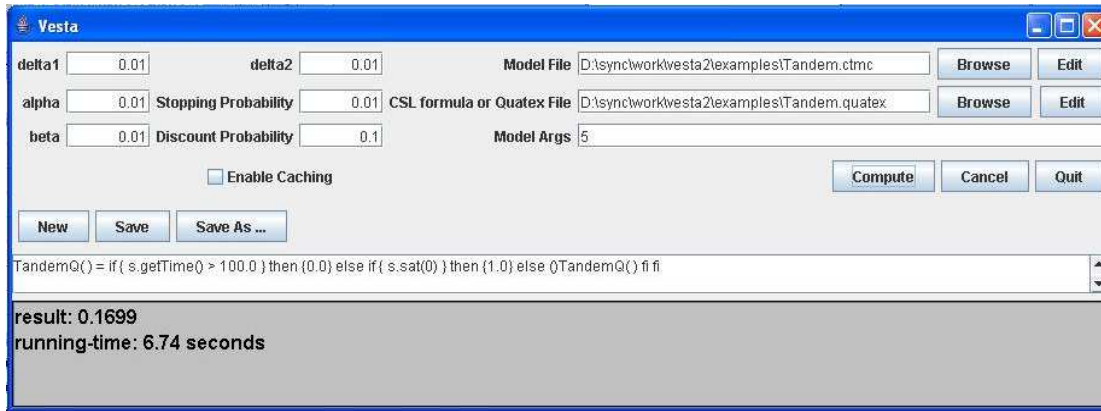 Vesta
delta1 0.01 delta2 0.01 Model File D:\sync\work\vesta2\examples\Tandem.ctmc Browse Edit
alpha 0.01 Stopping Probability 0.01 CSL formula or Quatex File D:\sync\work\vesta2\examples\Tandem.quatex Browse Edit
beta 0.01 Discount Probability 0.1 Model Args 5
Enable Caching Compute Cancel Quit
New Save Save As ...
TandemQ() = if { s.getTime() > 100.0 } then {0.0} else if { s.sat(0) } then {1.0} else ()TandemQ() fi fi
result: 0.1699
running-time: 6.74 seconds